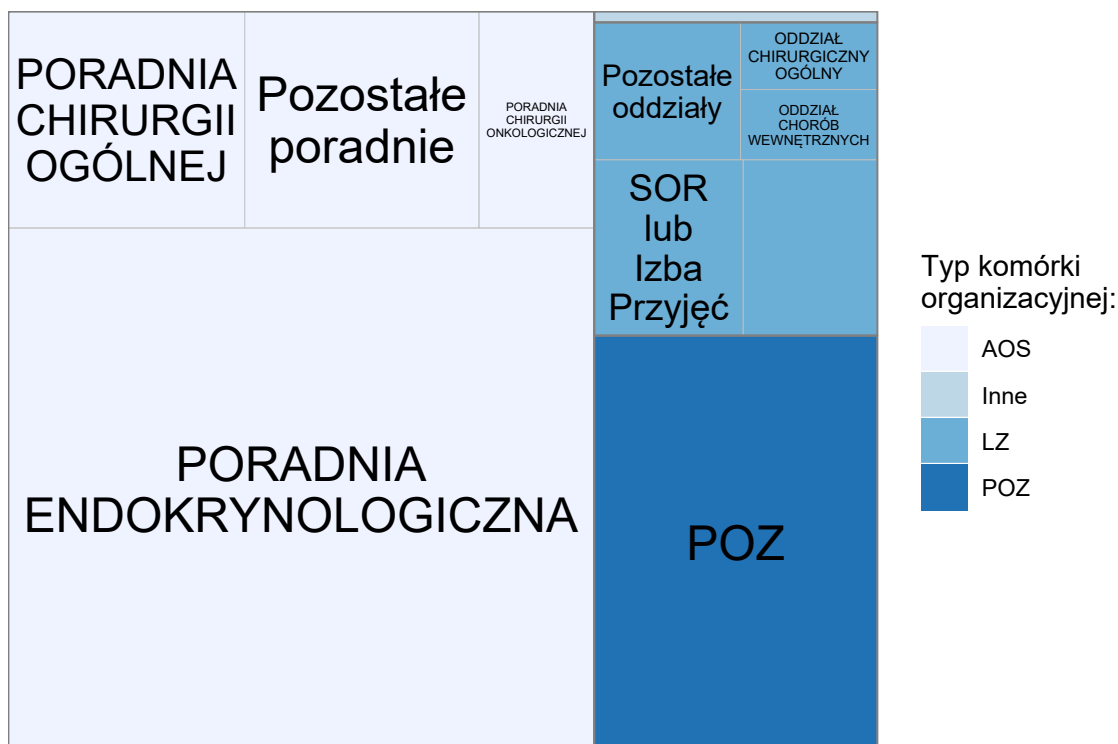 PORADNIA
CHIRURGII
OGÓLNEJ
Pozostałe
poradnie
PORADNIA
CHIRURGII
ONKOLOGICZNEJ
Pozostałe
oddziały
ODDZIAŁ
CHIRURGICZNY
OGÓLNY
ODDZIAŁ
CHORÓB
WEWNĘTRZNYCH
SOR
lub
Izba
Przyjęć
PORADNIA
ENDOKRYNOLOGICZNA
POZ
Typ komórki
organizacyjnej:
AOS
Inne
LZ
POZ